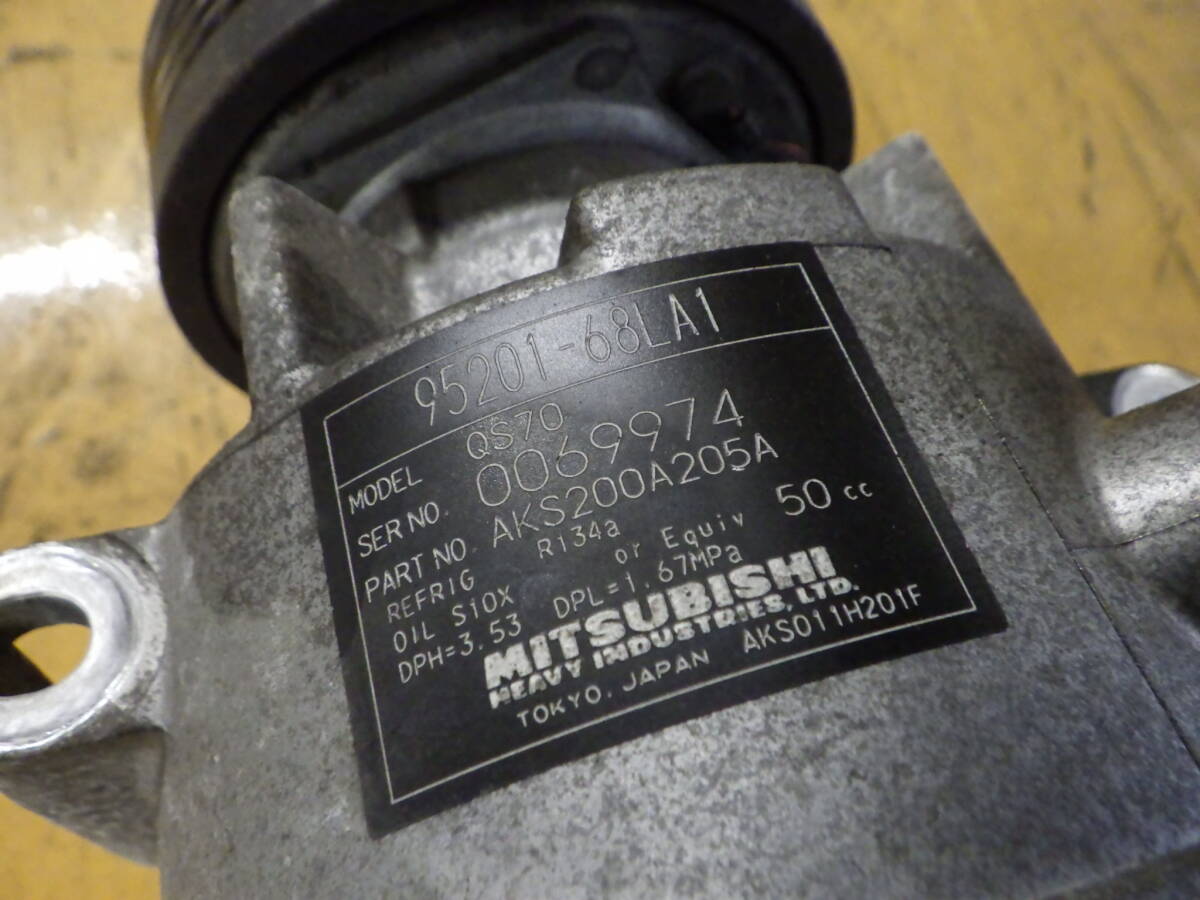 95201-68LA1
MODEL QS70
SER NO. 0069974
PART NO. AKS200A205A
REFRIG R134a
OIL S10X or Equiv 50 cc
DPH=3.53 DPL=1.67MPa
MITSUBISHI
HEAVY INDUSTRIES, LTD.
TOKYO, JAPAN AKS011H201F